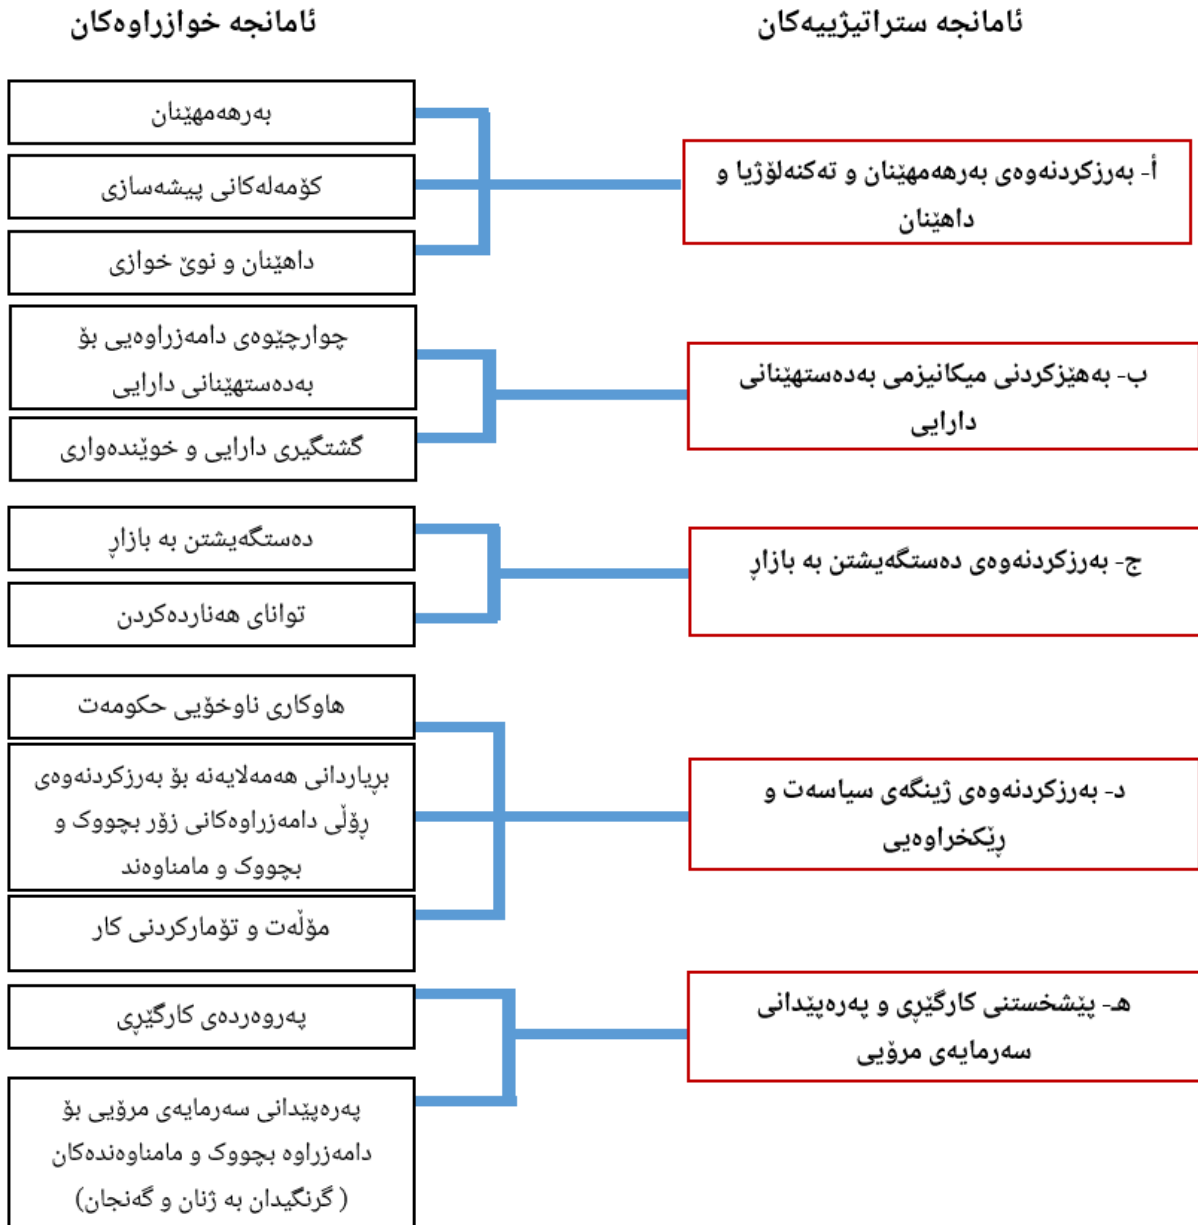 ئامانجە ستراتیژییەکان
ئامانجە خوازراوەکان
أ- بەرزکردنەوەی بەرهەمهێنان و تەکنەلۆژیا و
داهێنان
بەرهەمهێنان
کۆمەلەکانی پیشەسازی
داهێنان و نوێ خوازی
ب- بەهێزکردنی میکانیزمی بەدەستهێنانی
دارایی
چوارچێوەی دامەزراوەیی بۆ
بەدەستهێنانی دارایی
گشتگیری دارایی و خوێندەواری
ج- بەرزکردنەوەی دەستگەیشتن بە بازاڕ
دەستگەیشتن بە بازاڕ
توانای هەناردەکردن
د- بەرزکردنەوەی ژینگەی سیاسەت و
ڕێکخراوەیی
هاوکاری ناوخۆیی حکومەت
بڕیاردانی هەمەلایەنە بۆ بەرزکردنەوەی
ڕۆڵی دامەزراوەکانی زۆر بچووک و
بچووک و مامناوەند
مۆڵەت و تۆمارکردنی کار
هـ- پێشخستنی کارگێڕی و پەرەپێدانی
سەرمایەی مرۆیی
پەروەردەی کارگێڕی
پەرەپێدانی سەرمایەی مرۆیی بۆ
دامەزراوە بچووک و مامناوەندەکان
( گرنگیدان بە ژنان و گەنجان)